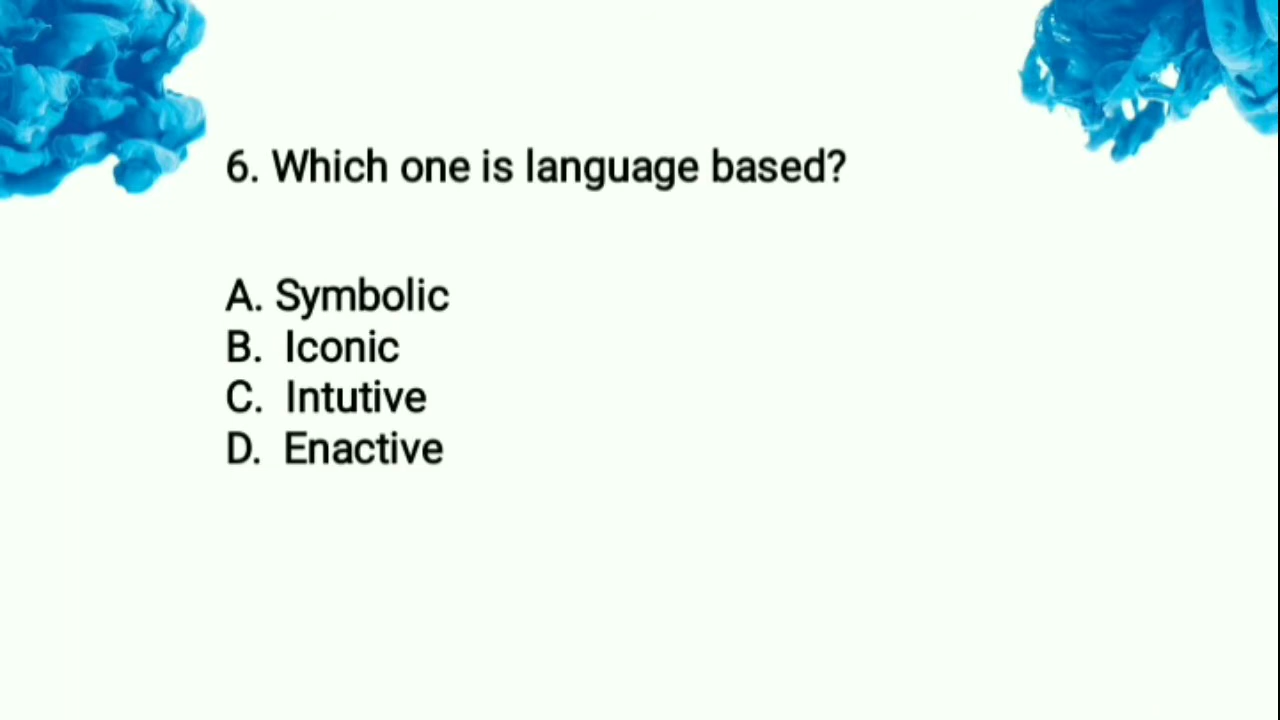 6. Which one is language based?
A. Symbolic
B. Iconic
C. Intutive
D. Enactive